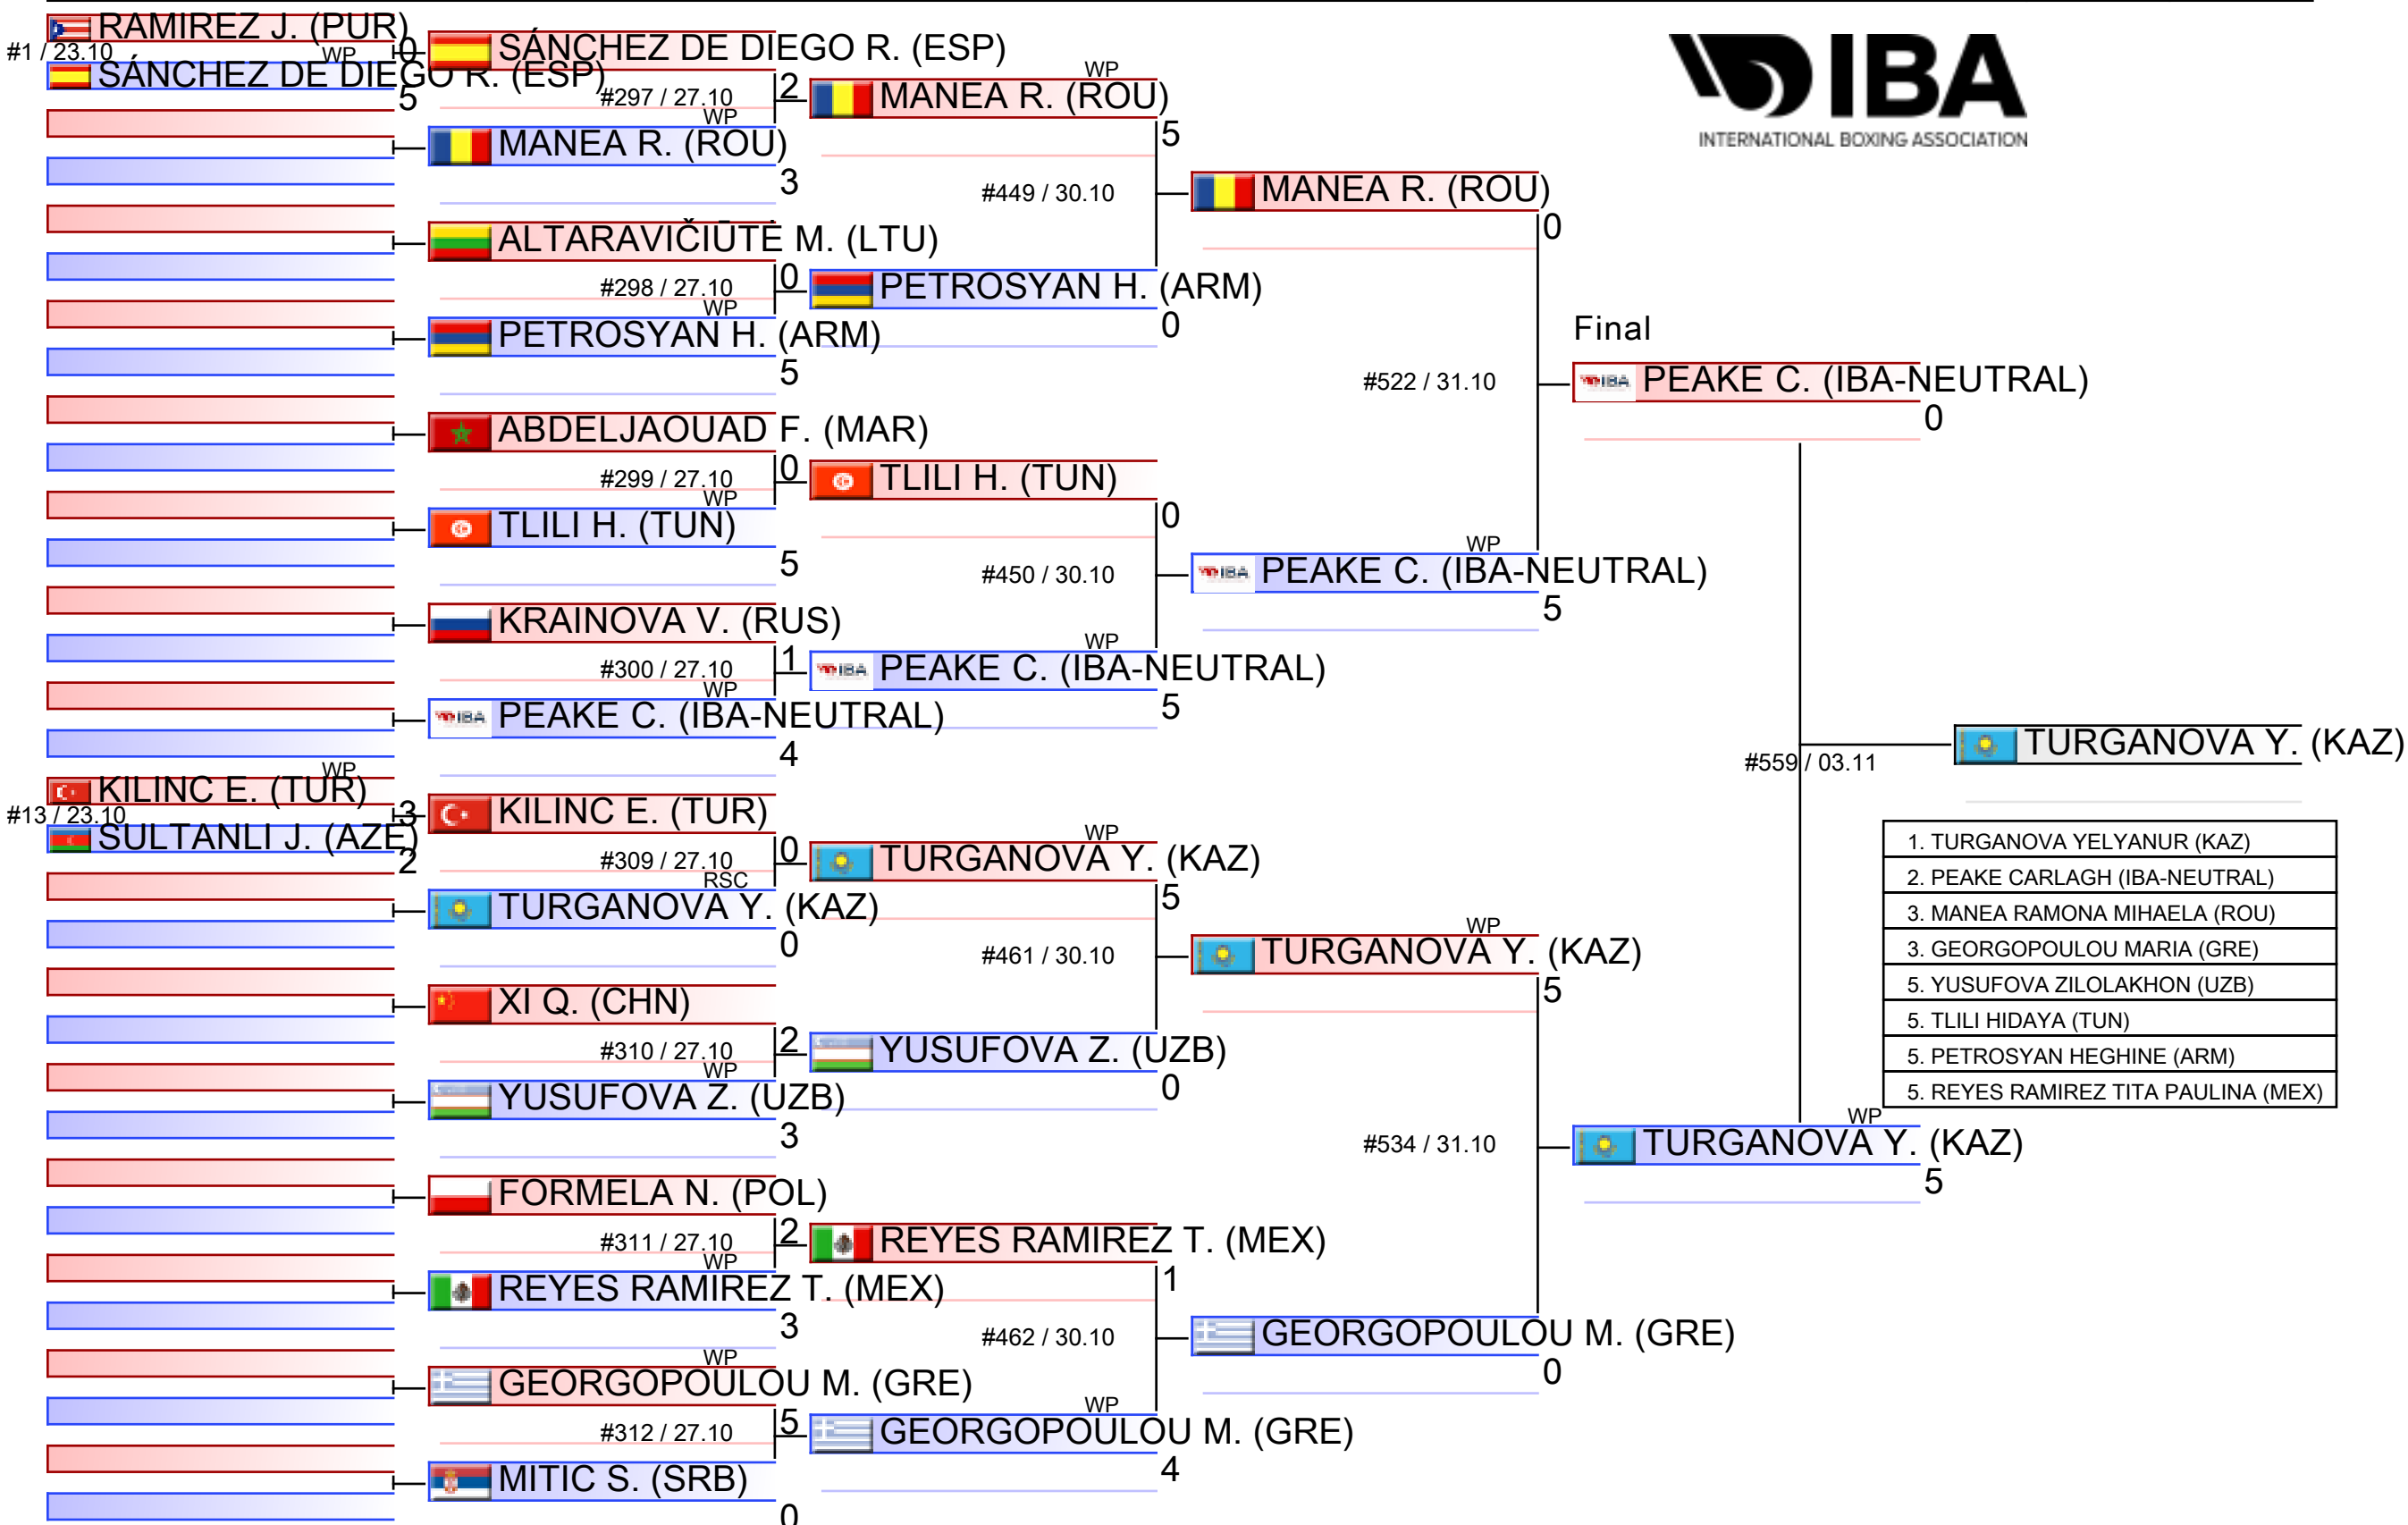 RAMIREZ J. (PUR)
#1 / 23.10
WP
0
SÁNCHEZ DE DIEGO R. (ESP)
5
KILINC E. (TUR)
WP
#13 / 23.10
3
SULTANLI J. (AZE)
2
SÁNCHEZ DE DIEGO R. (ESP)
2
#297 / 27.10
WP
MANEA R. (ROU)
3
ALTARAVIČIŪTĖ M. (LTU)
0
#298 / 27.10
WP
PETROSYAN H. (ARM)
5
ABDELJAOUAD F. (MAR)
0
#299 / 27.10
WP
TLILI H. (TUN)
5
KRAINOVA V. (RUS)
1
#300 / 27.10
WP
IBA PEAKE C. (IBA-NEUTRAL)
4
KILINC E. (TUR)
0
#309 / 27.10
RSC
TURGANOVA Y. (KAZ)
0
XI Q. (CHN)
2
#310 / 27.10
WP
YUSUFOVA Z. (UZB)
3
FORMELA N. (POL)
2
#311 / 27.10
WP
REYES RAMIREZ T. (MEX)
3
WP
GEORGOPOULOU M. (GRE)
5
#312 / 27.10
MITIC S. (SRB)
0
WP
MANEA R. (ROU)
5
#449 / 30.10
PETROSYAN H. (ARM)
0
TLILI H. (TUN)
0
#450 / 30.10
WP
IBA PEAKE C. (IBA-NEUTRAL)
5
WP
TURGANOVA Y. (KAZ)
5
#461 / 30.10
YUSUFOVA Z. (UZB)
0
REYES RAMIREZ T. (MEX)
1
#462 / 30.10
WP
GEORGOPOULOU M. (GRE)
4
MANEA R. (ROU)
0
#522 / 31.10
WP
IBA PEAKE C. (IBA-NEUTRAL)
5
WP
TURGANOVA Y. (KAZ)
5
#534 / 31.10
GEORGOPOULOU M. (GRE)
0
Final
IBA PEAKE C. (IBA-NEUTRAL)
0
#559 / 03.11
WP
TURGANOVA Y. (KAZ)
5
TURGANOVA Y. (KAZ)
IBA
INTERNATIONAL BOXING ASSOCIATION
1. TURGANOVA YELYANUR (KAZ)
2. PEAKE CARLAGH (IBA-NEUTRAL)
3. MANEA RAMONA MIHAELA (ROU)
3. GEORGOPOULOU MARIA (GRE)
5. YUSUFOVA ZILOLAKHON (UZB)
5. TLILI HIDAYA (TUN)
5. PETROSYAN HEGHINE (ARM)
5. REYES RAMIREZ TITA PAULINA (MEX)